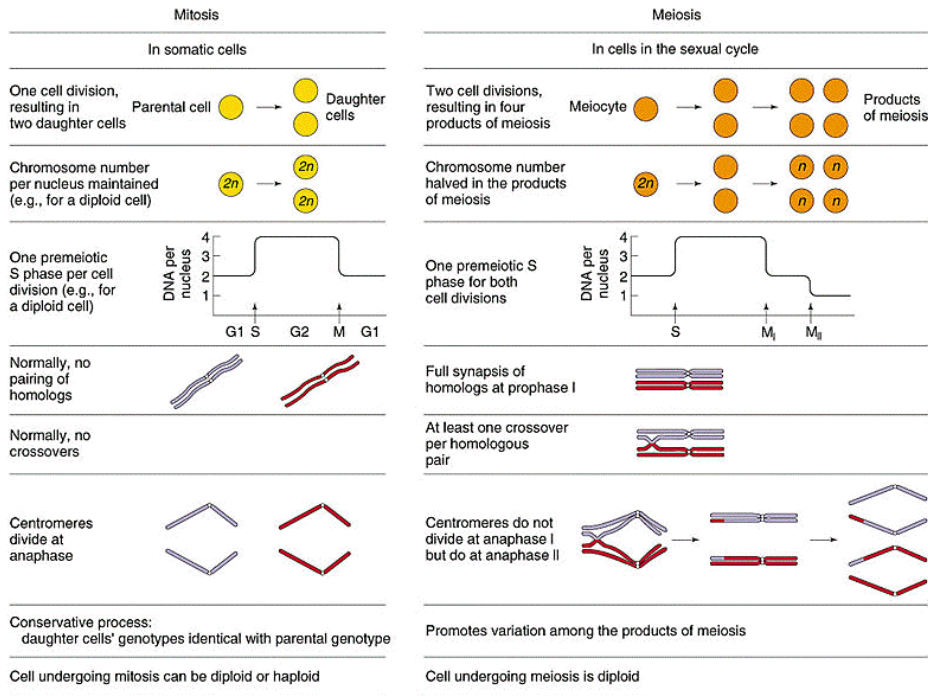 Mitosis
In somatic cells
One cell division,
resulting in
two daughter cells
Parental cell
Daughter
cells
Chromosome number
per nucleus maintained
(e.g., for a diploid cell)
2n
2n
2n
One premeiotic
S phase per cell
division (e.g., for
a diploid cell)
DNA per
nucleus
4
3
2
1
G1 S G2 M G1
Normally, no
pairing of
homologs
Normally, no
crossovers
Centromeres
divide at
anaphase
Conservative process:
daughter cells' genotypes identical with parental genotype
Cell undergoing mitosis can be diploid or haploid
Meiosis
In cells in the sexual cycle
Two cell divisions,
resulting in four
products of meiosis
Meiocyte
Products
of meiosis
Chromosome number
halved in the products
of meiosis
2n
n n
n n
One premeiotic S
phase for both
cell divisions
DNA per
nucleus
4
3
2
1
S MI MII
Full synapsis of
homologs at prophase I
At least one crossover
per homologous
pair
Centromeres do not
divide at anaphase I
but do at anaphase II
Promotes variation among the products of meiosis
Cell undergoing meiosis is diploid